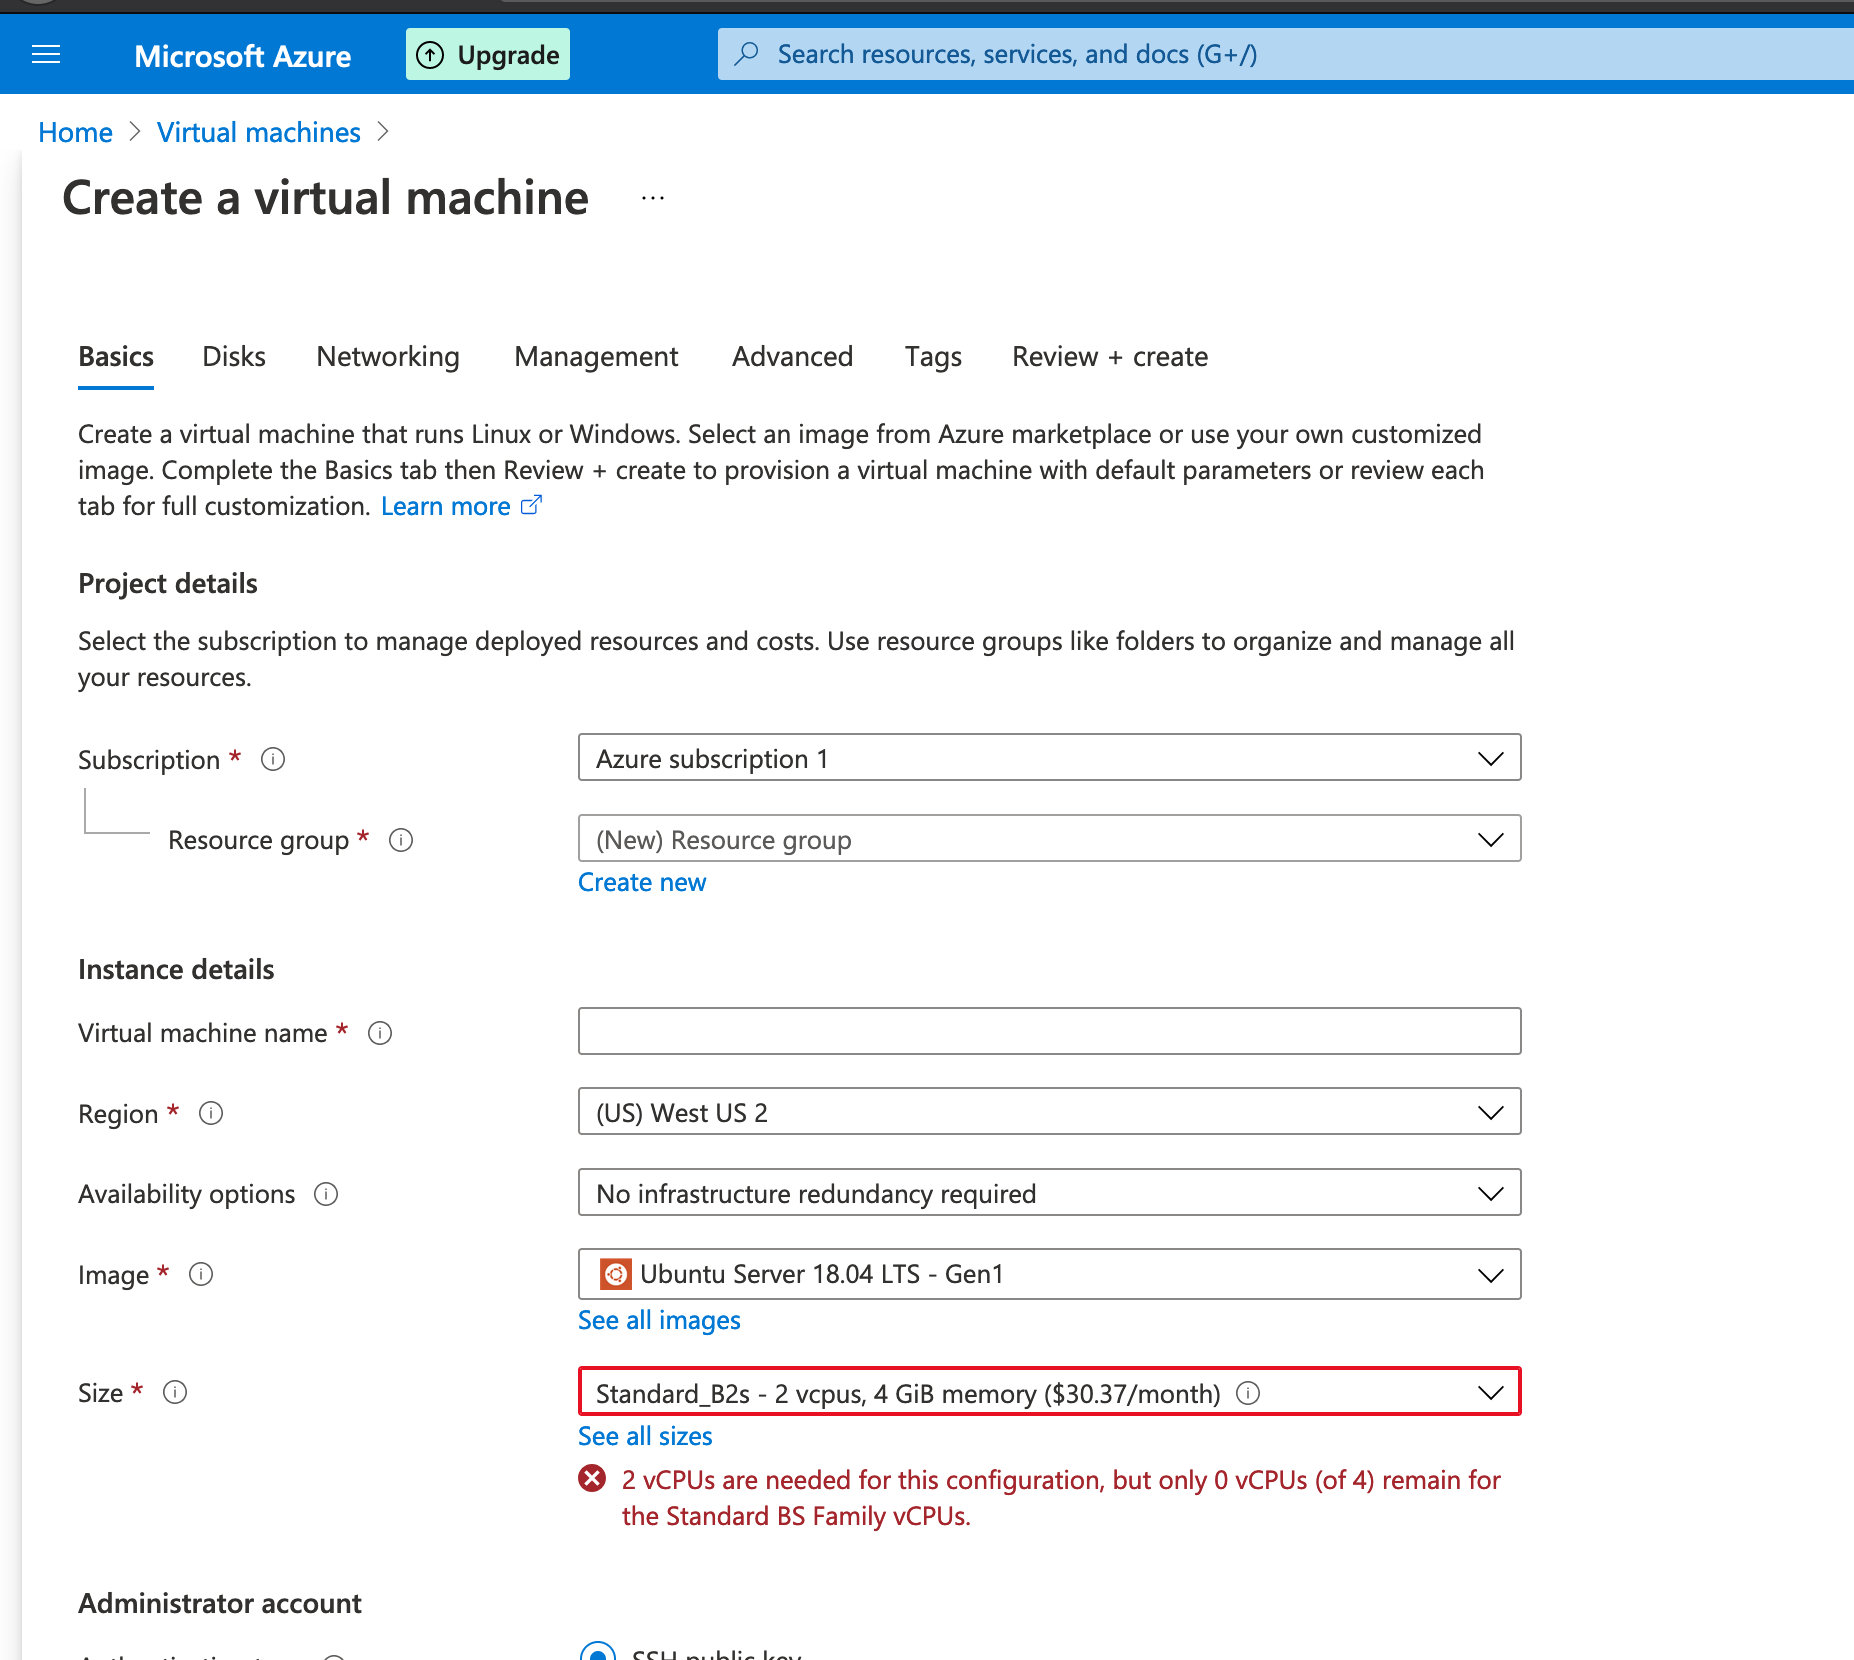 Microsoft Azure
Upgrade
Search resources, services, and docs (G+/)
Home > Virtual machines >
Create a virtual machine ...
Basics Disks Networking Management Advanced Tags Review + create
Create a virtual machine that runs Linux or Windows. Select an image from Azure marketplace or use your own customized
image. Complete the Basics tab then Review + create to provision a virtual machine with default parameters or review each
tab for full customization. Learn more
Project details
Select the subscription to manage deployed resources and costs. Use resource groups like folders to organize and manage all
your resources.
Subscription * Azure subscription 1
Resource group * (New) Resource group
Create new
Instance details
Virtual machine name *
Region * (US) West US 2
Availability options No infrastructure redundancy required
Image * Ubuntu Server 18.04 LTS - Gen1
See all images
Size * Standard_B2s - 2 vcpus, 4 GiB memory ($30.37/month)
See all sizes
2 vCPUs are needed for this configuration, but only 0 vCPUs (of 4) remain for
the Standard BS Family vCPUs.
Administrator account
SSH public key